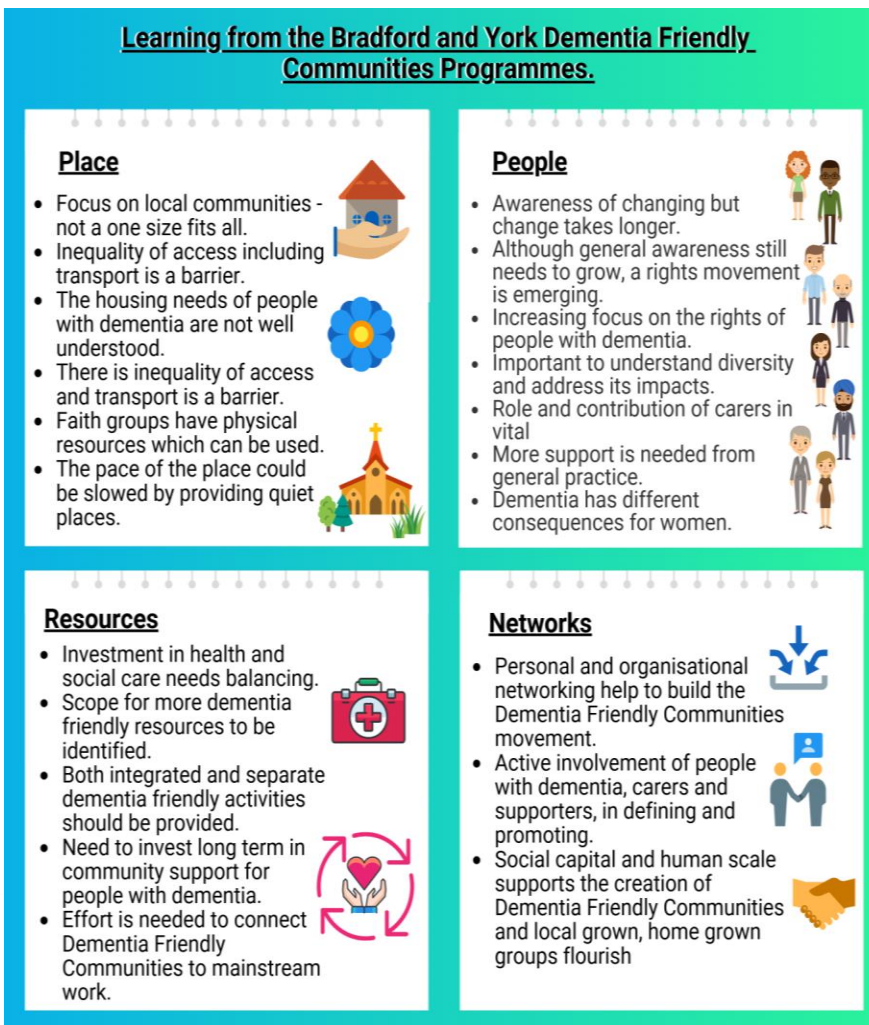 Learning from the Bradford and York Dementia Friendly
Communities Programmes.
Place
• Focus on local communities -
not a one size fits all.
• Inequality of access including
transport is a barrier.
• The housing needs of people
with dementia are not well
understood.
• There is inequality of access
and transport is a barrier.
• Faith groups have physical
resources which can be used.
• The pace of the place could
be slowed by providing quiet
places.
People
• Awareness of changing but
change takes longer.
• Although general awareness still
needs to grow, a rights movement
is emerging.
• Increasing focus on the rights of
people with dementia.
• Important to understand diversity
and address its impacts.
• Role and contribution of carers in
vital
• More support is needed from
general practice.
• Dementia has different
consequences for women.
Resources
• Investment in health and
social care needs balancing.
• Scope for more dementia
friendly resources to be
identified.
• Both integrated and separate
dementia friendly activities
should be provided.
• Need to invest long term in
community support for
people with dementia.
• Effort is needed to connect
Dementia Friendly
Communities to mainstream
work.
Networks
• Personal and organisational
networking help to build the
Dementia Friendly Communities
movement.
• Active involvement of people
with dementia, carers and
supporters, in defining and
promoting.
• Social capital and human scale
supports the creation of
Dementia Friendly Communities
and local grown, home grown
groups flourish